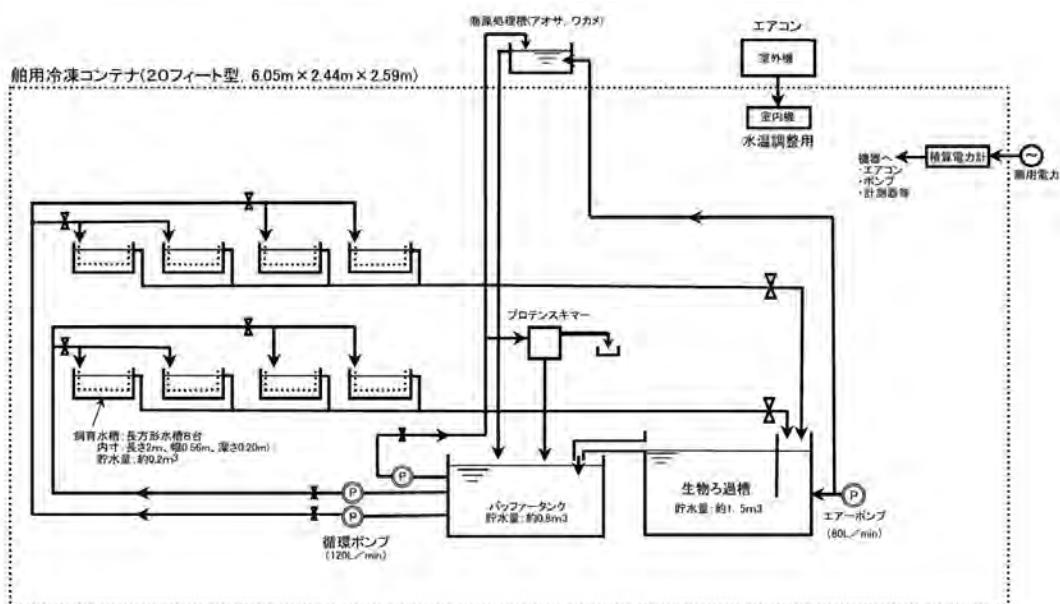 海藻処理槽(アオサ、ワカメ)
エアコン
室外機
舶用冷凍コンテナ(20フィート型, 6.05m×2.44m×2.59m)
室内機
水温調整用
機器へ
・エアコン
・ポンプ
・計測器等
積算電力計
商用電力
プロテンスキマー
飼育水槽:長方形水槽8台
内寸:長さ2m、幅0.56m、深さ0.20m)
貯水量:約0.2m3
P
P
P
バッファータンク
貯水量:約0.8m3
生物ろ過槽
貯水量:約1.5m3
P
エアーポンプ
(60L/min)
循環ポンプ
(120L/min)